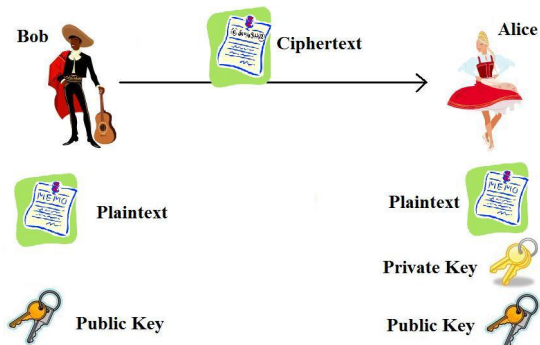 Bob
Ciphertext
Alice
MEMO
Plaintext
Plaintext
MEMO
Private Key
Public Key
Public Key